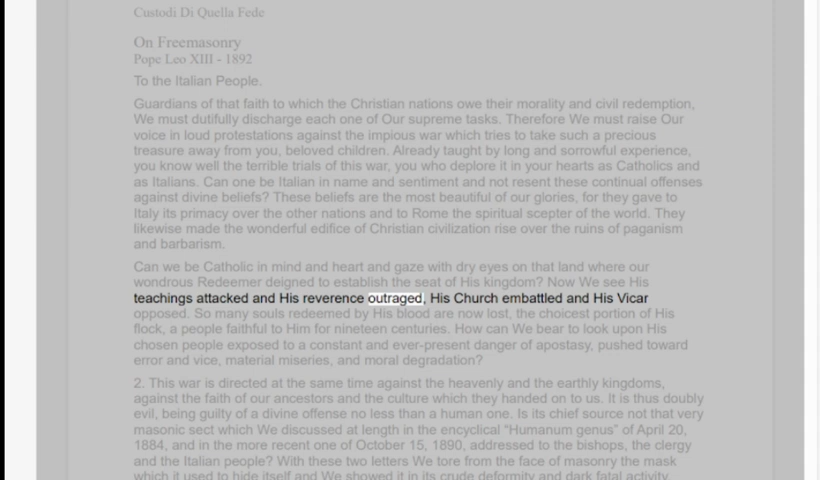 Custodi Di Quella Fede
On Freemasonry
Pope Leo XIII - 1892
To the Italian People.
Guardians of that faith to which the Christian nations owe their morality and civil redemption,
We must dutifully discharge each one of Our supreme tasks. Therefore We must raise Our
voice in loud protestations against the impious war which tries to take such a precious
treasure away from you, beloved children. Already taught by long and sorrowful experience,
you know well the terrible trials of this war, you who deplore it in your hearts as Catholics and
as Italians. Can one be Italian in name and sentiment and not resent these continual offenses
against divine beliefs? These beliefs are the most beautiful of our glories, for they gave to
Italy its primacy over the other nations and to Rome the spiritual scepter of the world. They
likewise made the wonderful edifice of Christian civilization rise over the ruins of paganism
and barbarism.
Can we be Catholic in mind and heart and gaze with dry eyes on that land where our
wondrous Redeemer deigned to establish the seat of His kingdom? Now We see His
teachings attacked and His reverence outraged, His Church embattled and His Vicar
opposed. So many souls redeemed by His blood are now lost, the choicest portion of His
flock, a people faithful to Him for nineteen centuries. How can We bear to look upon His
chosen people exposed to a constant and ever-present danger of apostasy, pushed toward
error and vice, material miseries, and moral degradation?
2. This war is directed at the same time against the heavenly and the earthly kingdoms,
against the faith of our ancestors and the culture which they handed on to us. It is thus doubly
evil, being guilty of a divine offense no less than a human one. Is its chief source not that very
masonic sect which We discussed at length in the encyclical "Humanum genus" of April 20,
1884, and in the more recent one of October 15, 1890, addressed to the bishops, the clergy
and the Italian people? With these two letters We tore from the face of masonry the mask
which it used to hide itself and We showed it in its crude deformity and dark fatal activity.